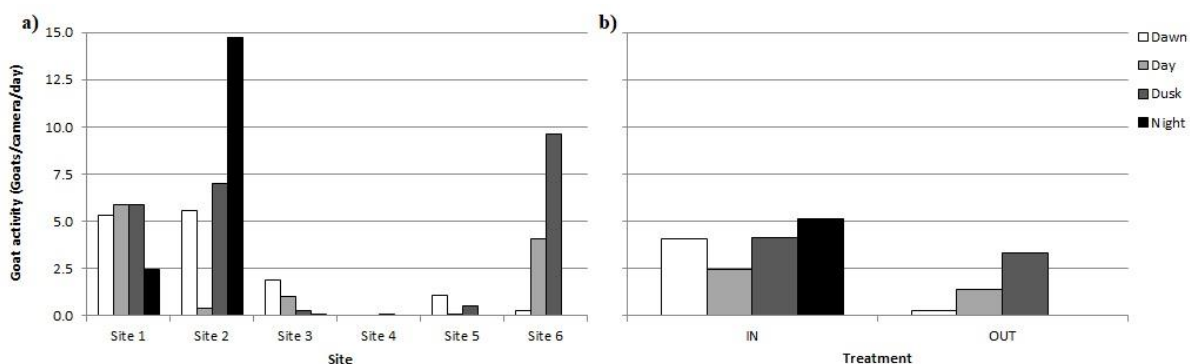 a)
b)
15.0
12.5
10.0
7.5
5.0
2.5
0.0
Goat activity (Goats/camera/day)
Site 1 Site 2 Site 3 Site 4 Site 5 Site 6
Site
IN OUT
Treatment
Dawn
Day
Dusk
Night